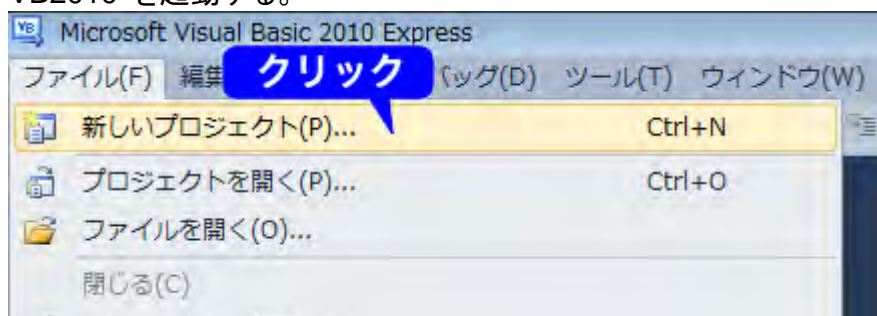 VB2010 を起動する。
Microsoft Visual Basic 2010 Express
ファイル(F) 編集 クリック バッグ(D) ツール(T) ウィンドウ(W)
新しいプロジェクト(P)... Ctrl+N
プロジェクトを開く(P)... Ctrl+O
ファイルを開く(O)...
閉じる(C)